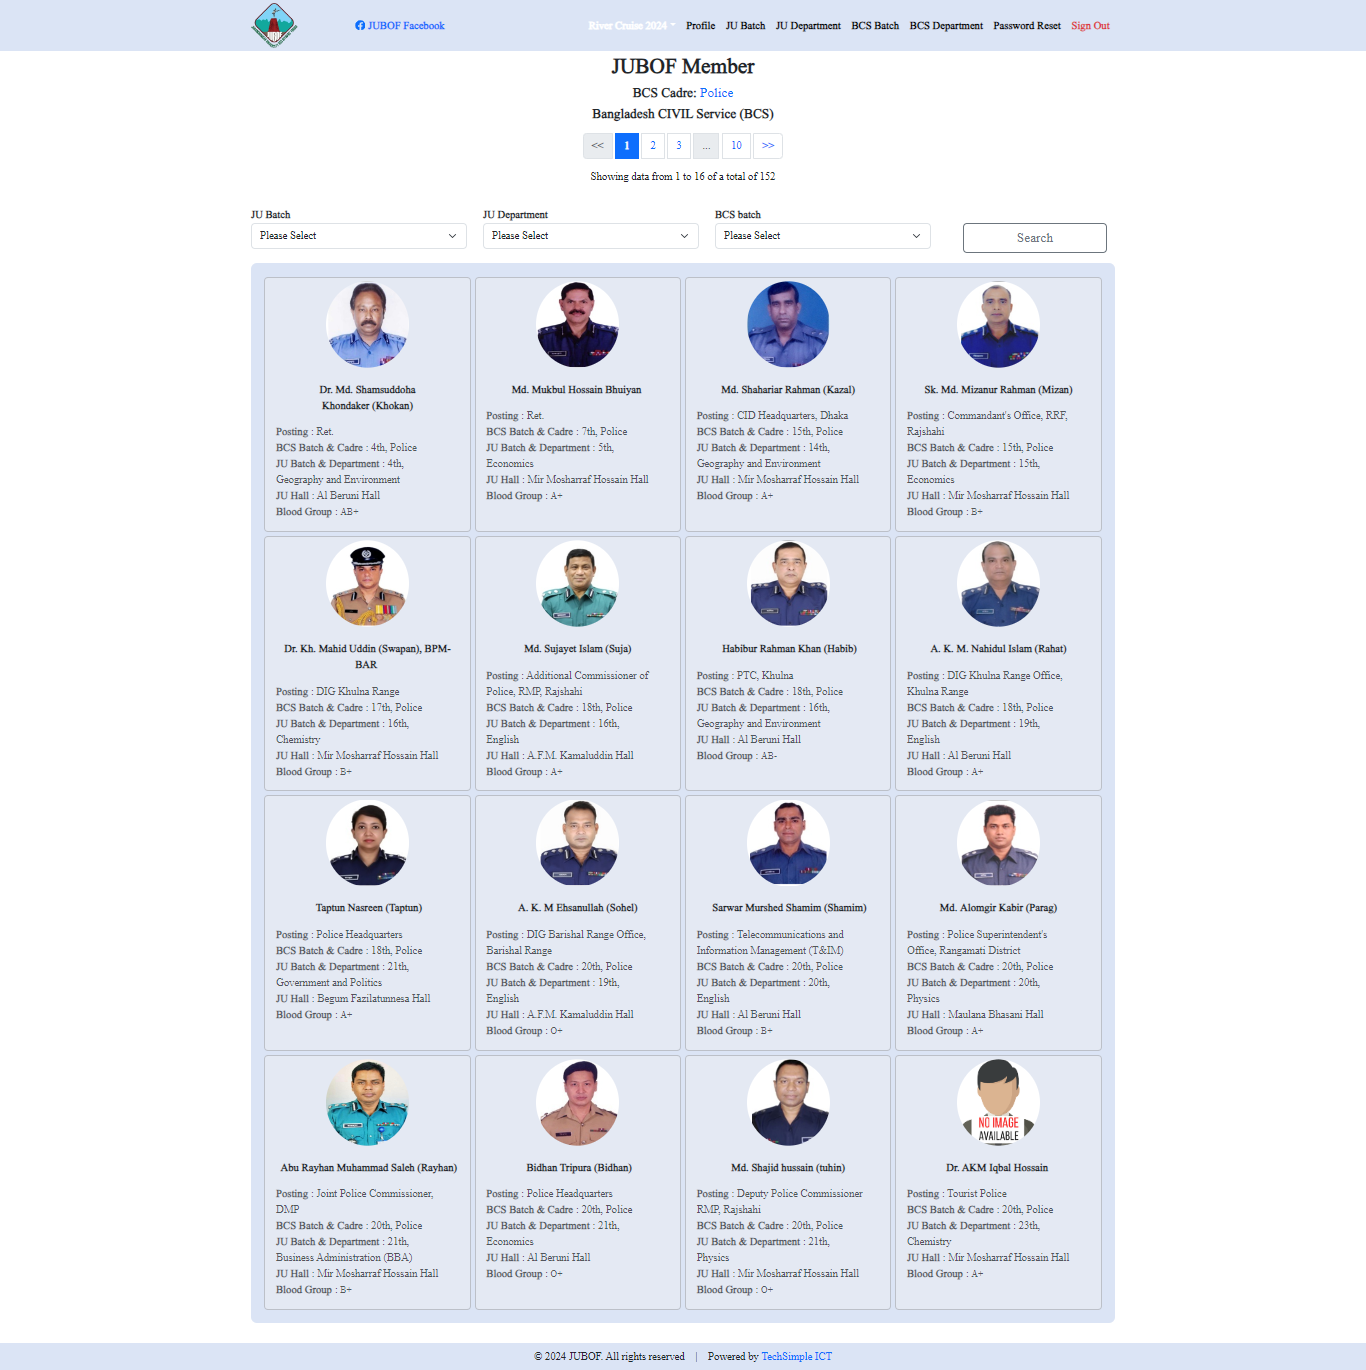 JUBOF Facebook
River Cruise 2024 Profile JU Batch JU Department BCS Batch BCS Department Password Reset Sign Out
JUBOF Member
BCS Cadre: Police
Bangladesh CIVIL Service (BCS)
<< 1 2 3 ... 10 >>
Showing data from 1 to 16 of a total of 152
JU Batch
Please Select
JU Department
Please Select
BCS batch
Please Select
Search
Dr. Md. Shamsuddoha
Khondaker (Khokan)
Posting : Ret.
BCS Batch & Cadre : 4th, Police
JU Batch & Department : 4th,
Geography and Environment
JU Hall : Al Beruni Hall
Blood Group : AB+
Md. Mukbul Hossain Bhuiyan
Posting : Ret.
BCS Batch & Cadre : 7th, Police
JU Batch & Department : 5th,
Economics
JU Hall : Mir Mosharraf Hossain Hall
Blood Group : A+
Md. Shahariar Rahman (Kazal)
Posting : CID Headquarters, Dhaka
BCS Batch & Cadre : 15th, Police
JU Batch & Department : 14th,
Geography and Environment
JU Hall : Mir Mosharraf Hossain Hall
Blood Group : A+
Sk. Md. Mizanur Rahman (Mizan)
Posting : Commandant's Office, RRF,
Rajshahi
BCS Batch & Cadre : 15th, Police
JU Batch & Department : 15th,
Economics
JU Hall : Mir Mosharraf Hossain Hall
Blood Group : B+
Dr. Kh. Mahid Uddin (Swapan), BPM-
BAR
Posting : DIG Khulna Range
BCS Batch & Cadre : 17th, Police
JU Batch & Department : 16th,
Chemistry
JU Hall : Mir Mosharraf Hossain Hall
Blood Group : B+
Md. Sujayet Islam (Suja)
Posting : Additional Commissioner of
Police, RMP, Rajshahi
BCS Batch & Cadre : 18th, Police
JU Batch & Department : 16th,
English
JU Hall : A.F.M. Kamaluddin Hall
Blood Group : A+
Habibur Rahman Khan (Habib)
Posting : PTC, Khulna
BCS Batch & Cadre : 18th, Police
JU Batch & Department : 16th,
Geography and Environment
JU Hall : Al Beruni Hall
Blood Group : AB-
A. K. M. Nahidul Islam (Rahat)
Posting : DIG Khulna Range Office,
Khulna Range
BCS Batch & Cadre : 18th, Police
JU Batch & Department : 19th,
English
JU Hall : Al Beruni Hall
Blood Group : A+
Taptun Nasreen (Taptun)
Posting : Police Headquarters
BCS Batch & Cadre : 18th, Police
JU Batch & Department : 21th,
Government and Politics
JU Hall : Begum Fazilatunnesa Hall
Blood Group : A+
A. K. M Ehsanullah (Sohel)
Posting : DIG Barishal Range Office,
Barishal Range
BCS Batch & Cadre : 20th, Police
JU Batch & Department : 19th,
English
JU Hall : A.F.M. Kamaluddin Hall
Blood Group : O+
Sarwar Murshed Shamim (Shamim)
Posting : Telecommunications and
Information Management (T&IM)
BCS Batch & Cadre : 20th, Police
JU Batch & Department : 20th,
English
JU Hall : Al Beruni Hall
Blood Group : B+
Md. Alomgir Kabir (Parag)
Posting : Police Superintendent's
Office, Rangamati District
BCS Batch & Cadre : 20th, Police
JU Batch & Department : 20th,
Physics
JU Hall : Maulana Bhasani Hall
Blood Group : A+
Abu Rayhan Muhammad Saleh (Rayhan)
Posting : Joint Police Commissioner,
DMP
BCS Batch & Cadre : 20th, Police
JU Batch & Department : 21th,
Business Administration (BBA)
JU Hall : Mir Mosharraf Hossain Hall
Blood Group : B+
Bidhan Tripura (Bidhan)
Posting : Police Headquarters
BCS Batch & Cadre : 20th, Police
JU Batch & Department : 21th,
Economics
JU Hall : Al Beruni Hall
Blood Group : O+
Md. Shajid hussain (tuhin)
Posting : Deputy Police Commissioner
RMP, Rajshahi
BCS Batch & Cadre : 20th, Police
JU Batch & Department : 21th,
Physics
JU Hall : Mir Mosharraf Hossain Hall
Blood Group : O+
NO IMAGE
AVAILABLE
Dr. AKM Iqbal Hossain
Posting : Tourist Police
BCS Batch & Cadre : 20th, Police
JU Batch & Department : 23th,
Chemistry
JU Hall : Mir Mosharraf Hossain Hall
Blood Group : A+
© 2024 JUBOF. All rights reserved | Powered by TechSimple ICT